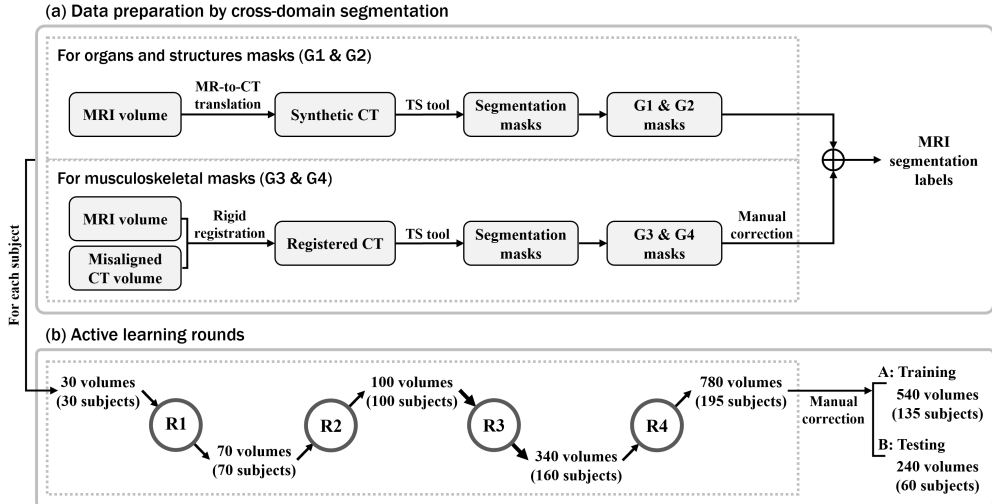 (a) Data preparation by cross-domain segmentation
For organs and structures masks (G1 & G2)
MRI volume
MR-to-CT
translation
Synthetic CT
TS tool
Segmentation
masks
G1 & G2
masks
MRI
segmentation
labels
For musculoskeletal masks (G3 & G4)
MRI volume
Misaligned
CT volume
Rigid
registration
Registered CT
TS tool
Segmentation
masks
G3 & G4
masks
Manual
correction
For each subject
(b) Active learning rounds
30 volumes
(30 subjects)
R1
70 volumes
(70 subjects)
R2
100 volumes
(100 subjects)
R3
340 volumes
(160 subjects)
R4
780 volumes
(195 subjects)
Manual
correction
A: Training
540 volumes
(135 subjects)
B: Testing
240 volumes
(60 subjects)